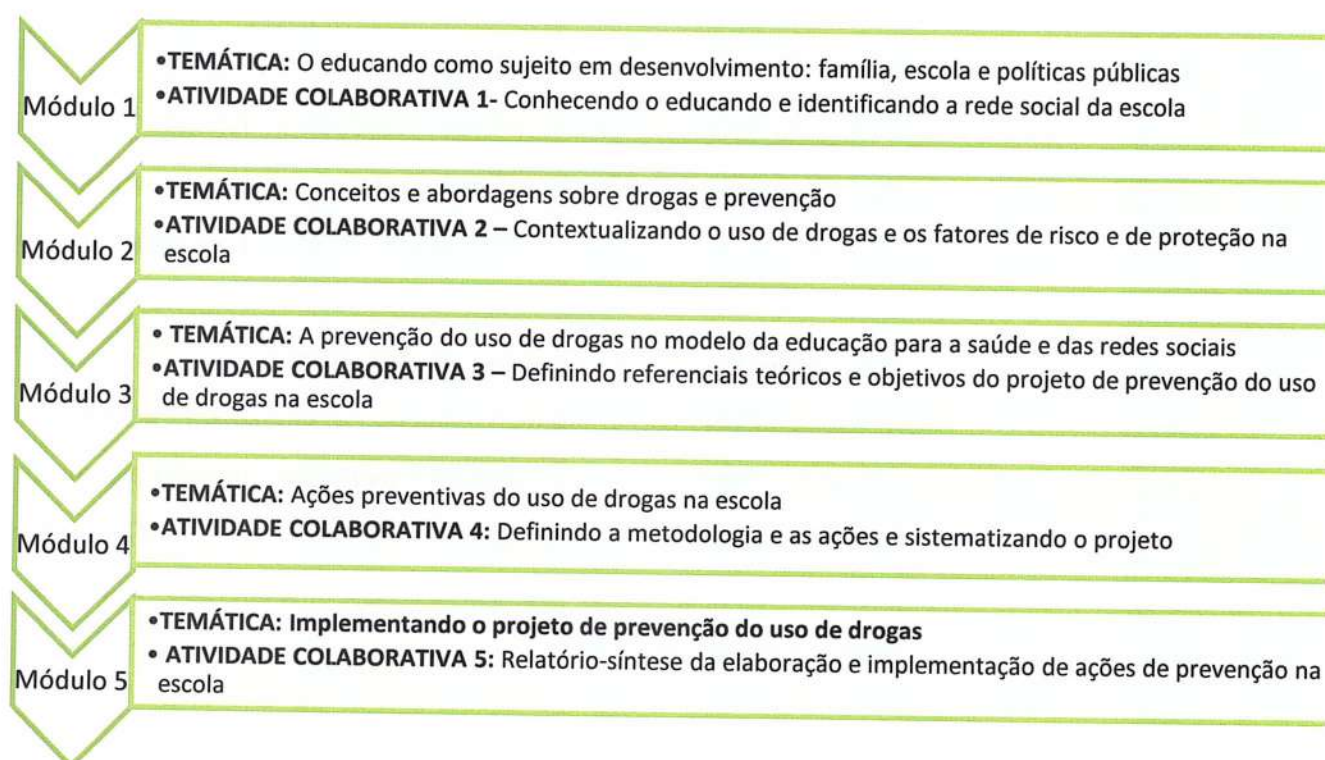 Módulo 1
•TEMÁTICA: O educando como sujeito em desenvolvimento: família, escola e políticas públicas
•ATIVIDADE COLABORATIVA 1- Conhecendo o educando e identificando a rede social da escola
Módulo 2
•TEMÁTICA: Conceitos e abordagens sobre drogas e prevenção
•ATIVIDADE COLABORATIVA 2 – Contextualizando o uso de drogas e os fatores de risco e de proteção na
escola
Módulo 3
• TEMÁTICA: A prevenção do uso de drogas no modelo da educação para a saúde e das redes sociais
•ATIVIDADE COLABORATIVA 3 – Definindo referenciais teóricos e objetivos do projeto de prevenção do uso
de drogas na escola
Módulo 4
•TEMÁTICA: Ações preventivas do uso de drogas na escola
•ATIVIDADE COLABORATIVA 4: Definindo a metodologia e as ações e sistematizando o projeto
Módulo 5
•TEMÁTICA: Implementando o projeto de prevenção do uso de drogas
• ATIVIDADE COLABORATIVA 5: Relatório-síntese da elaboração e implementação de ações de prevenção na
escola